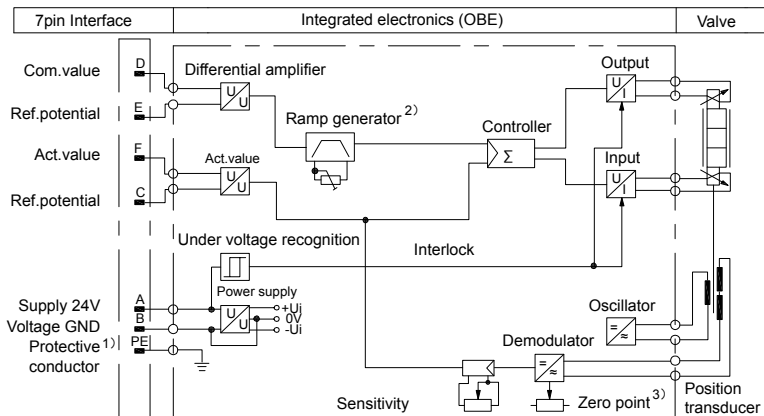 7pin Interface
Integrated electronics (OBE)
Valve
Com.value
D
Differential amplifier
Output
U
U
U
I
Ref.potential
E
Ramp generator 2)
Controller
Σ
Act.value
F
Act.value
U
U
Input
U
I
Ref.potential
C
Under voltage recognition
Interlock
Supply 24V
A
Power supply
U
U
+Ui
0V
-Ui
Voltage GND
B
Protective 1)
conductor
PE
Oscillator
=
≈
Demodulator
=
≈
Sensitivity
Zero point 3)
Position
transducer